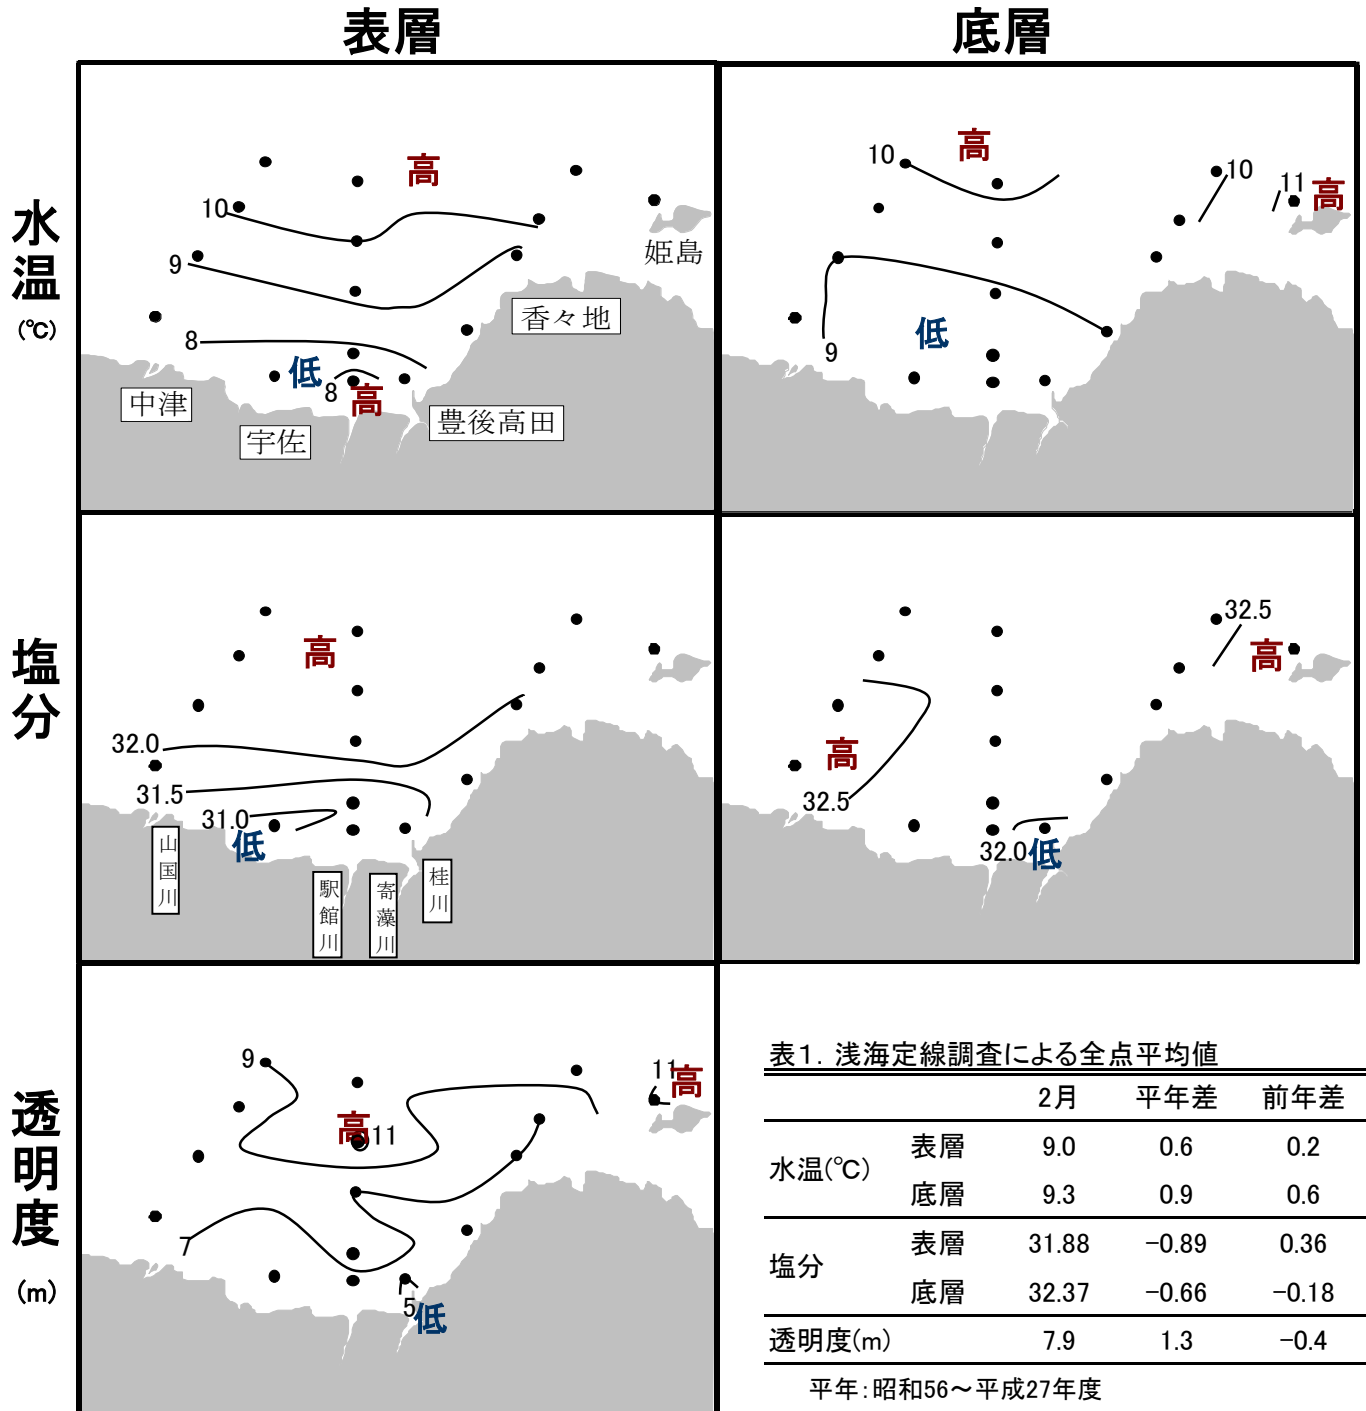 表層
底層
水温
(℃)
高
10
9
8
低
8
高
姫島
香々地
中津
宇佐
豊後高田
10
高
10
11
高
9
低
塩分
高
32.0
31.5
31.0
低
山国川
駅館川
寄藻川
桂川
32.5
高
高
32.5
32.0
低
透明度
(m)
9
高
11
11
高
5
低
表1. 浅海定線調査による全点平均値
2月 平年差 前年差
水温(℃) 表層 9.0 0.6 0.2
底層 9.3 0.9 0.6
塩分 表層 31.88 -0.89 0.36
底層 32.37 -0.66 -0.18
透明度(m) 7.9 1.3 -0.4
平年:昭和56～平成27年度